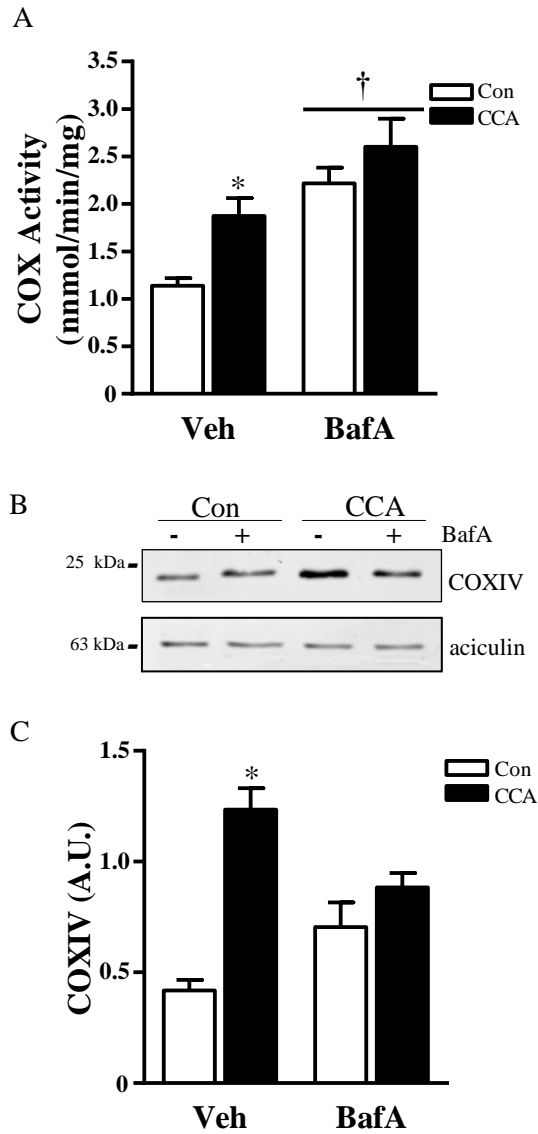 A
3.5
3.0
2.5
2.0
1.5
1.0
0.5
0
COX Activity
(nnmol/min/mg)
*
†
Con
CCA
Veh BafA
B
Con CCA
- + - + BafA
25 kDa
COXIV
63 kDa
aciculin
C
1.5
1.0
0.5
0
COXIV (A.U.)
*
Con
CCA
Veh BafA